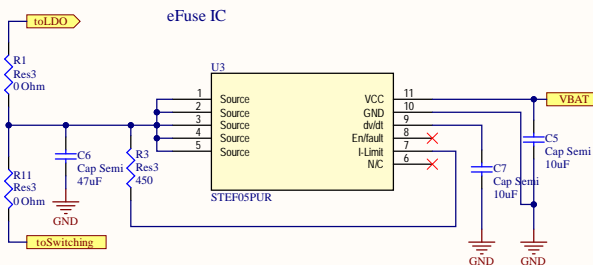 eFuse IC
toLDO
R1
Res3
0 Ohm
U3
1 Source
2 Source
3 Source
4 Source
5 Source
VCC 11
GND 10
dv/dt 9
En/fault 8
I-Limit 7
N/C 6
STEF05PUR
VBAT
C6
Cap Semi
47uF
R3
Res3
450
C5
Cap Semi
10uF
C7
Cap Semi
10uF
R11
Res3
0 Ohm
GND
toSwitching
GND
GND